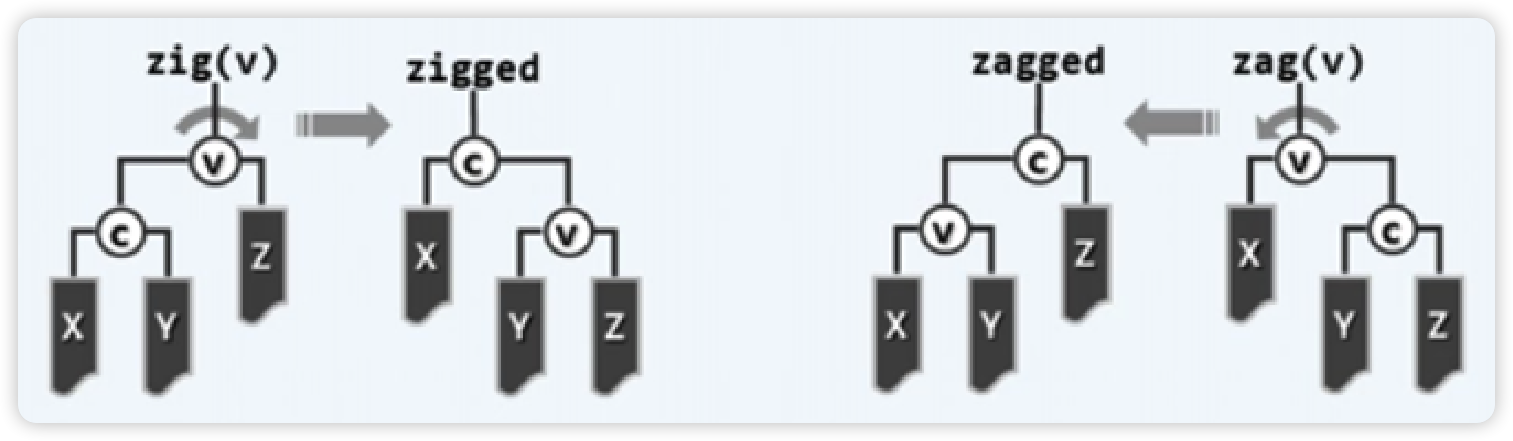 zig(v) zigged zagged zag(v)
v c c v
c Z X v v Z X c
X Y Y Z X Y Y Z